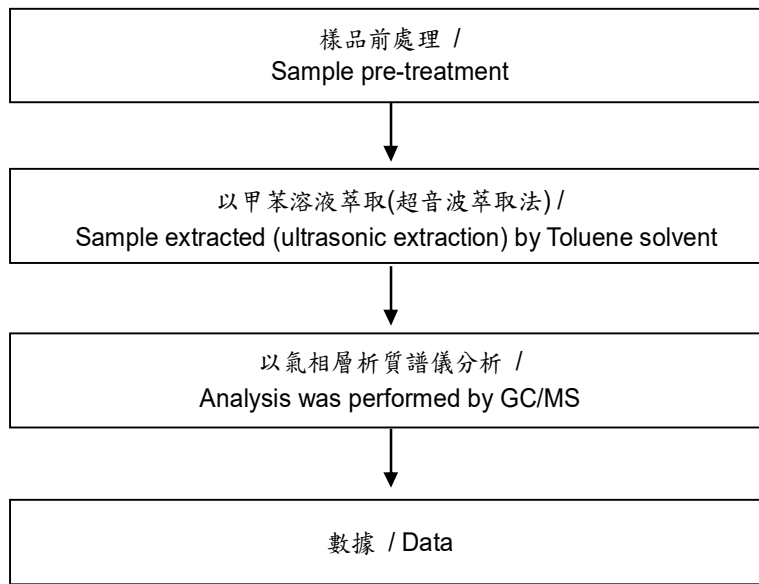 樣品前處理 /
Sample pre-treatment
以甲苯溶液萃取(超音波萃取法) /
Sample extracted (ultrasonic extraction) by Toluene solvent
以氣相層析質譜儀分析 /
Analysis was performed by GC/MS
數據 / Data